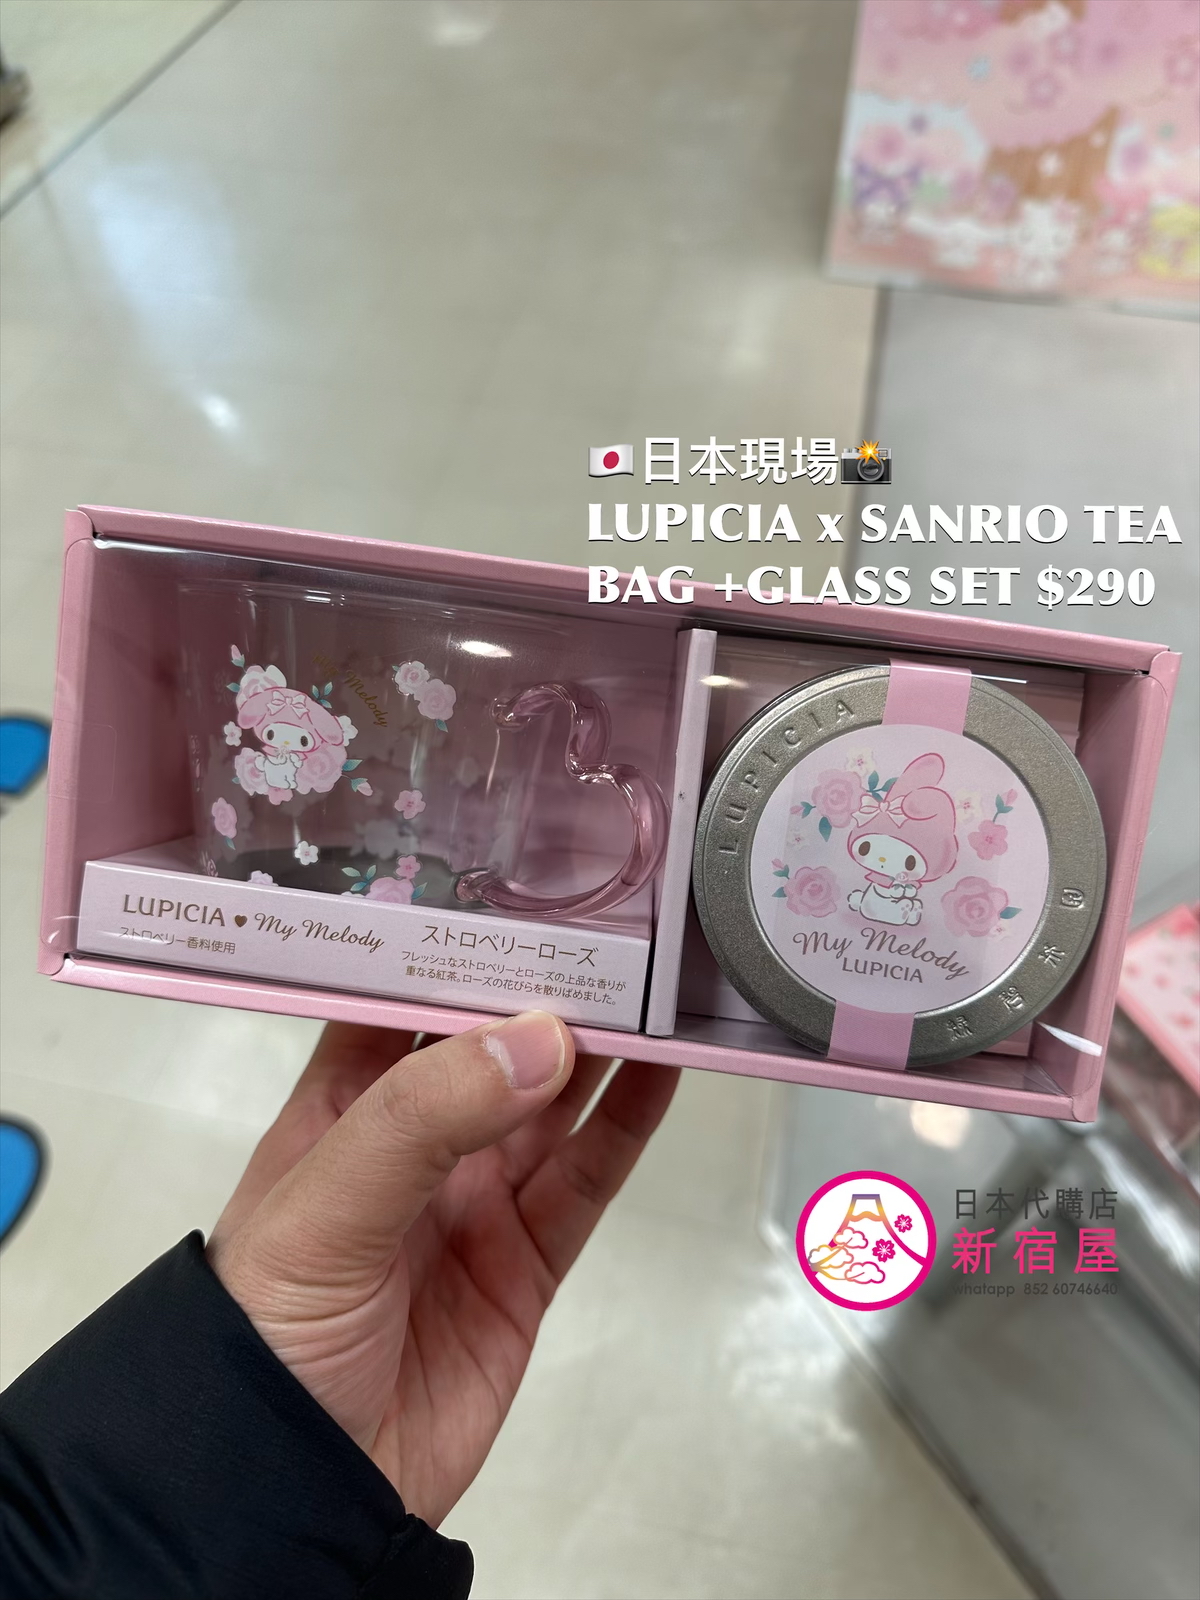 🇯🇵日本現場📸
LUPICIA x SANRIO TEA
BAG +GLASS SET $290
My Melody
LUPICIA ♥ My Melody
ストロベリー香料使用
ストロベリーローズ
フレッシュなストロベリーとローズの上品な香りが
重なる紅茶。ローズの花びらを散りばめました。
LUPICIA
My Melody
LUPICIA
日本代購店
新宿屋
whatapp 852 60746640